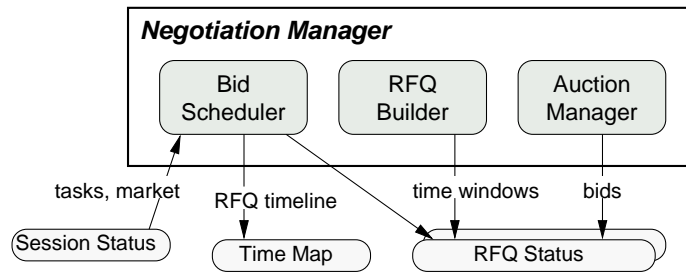 Negotiation Manager
Bid
Scheduler
RFQ
Builder
Auction
Manager
tasks, market
RFQ timeline
time windows
bids
Session Status
Time Map
RFQ Status